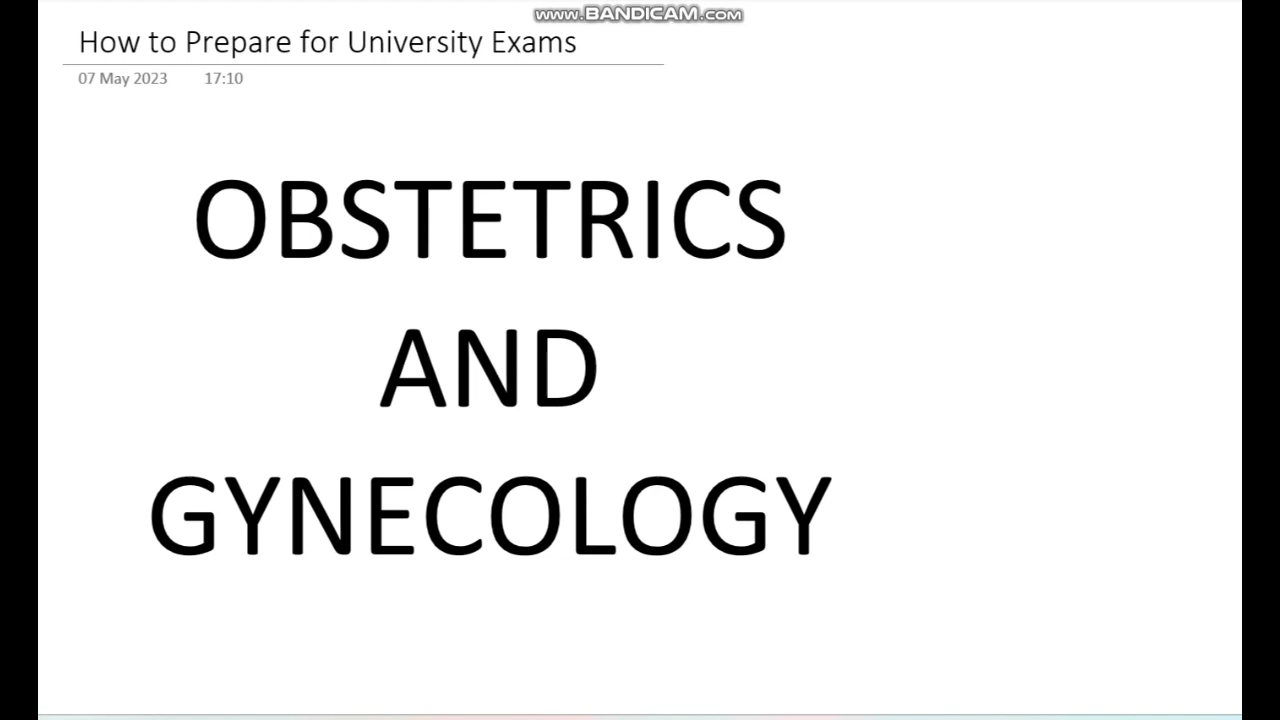 www.BANDICAM.com
How to Prepare for University Exams
07 May 2023 17:10
OBSTETRICS
AND
GYNECOLOGY